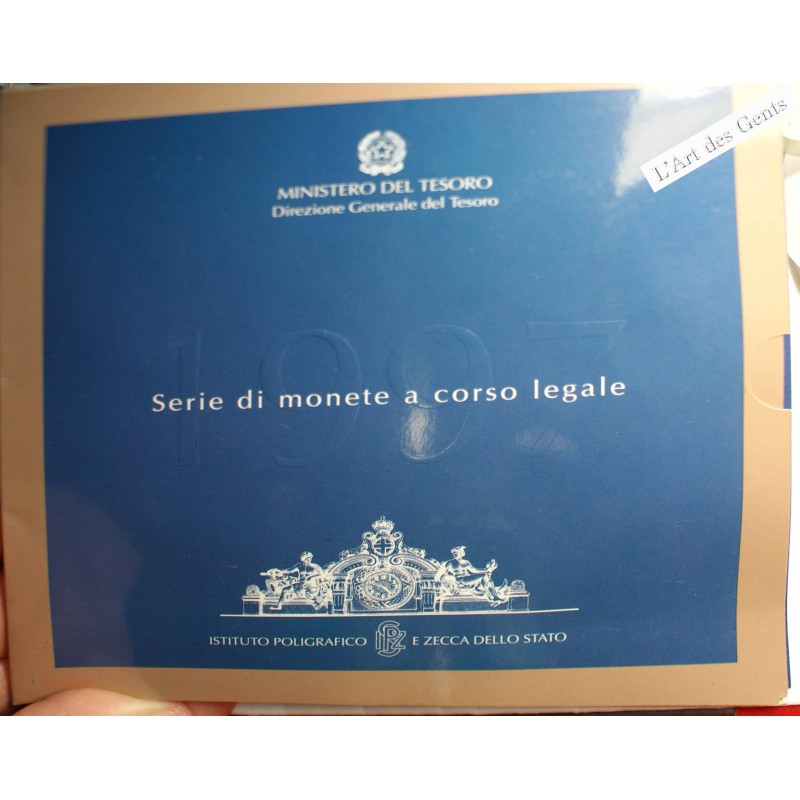 L'Art des Gents
MINISTERO DEL TESORO
Direzione Generale del Tesoro
1997
Serie di monete a corso legale
ISTITUTO POLIGRAFICO IPZS E ZECCA DELLO STATO